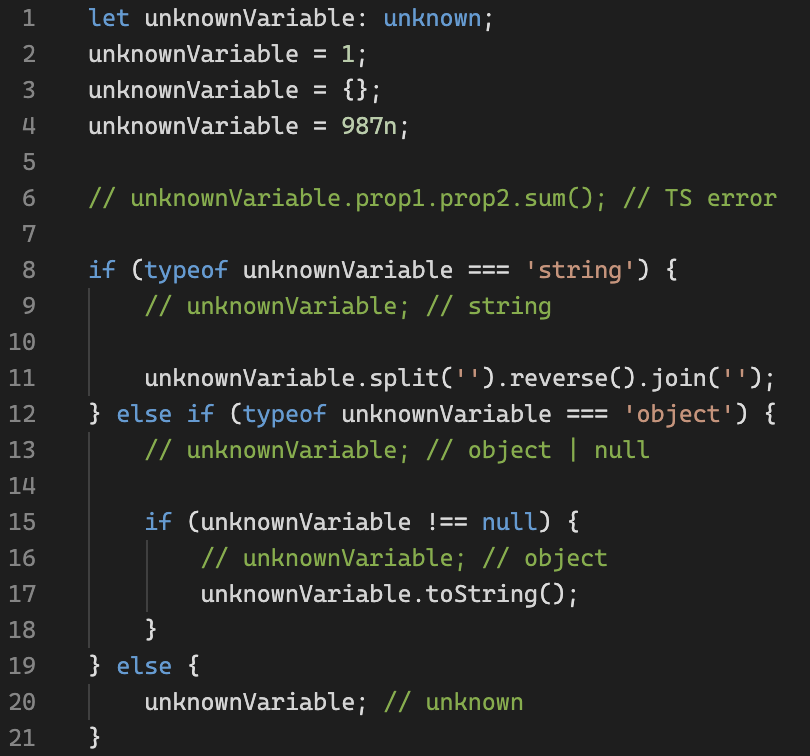 1 let unknownVariable: unknown;
2 unknownVariable = 1;
3 unknownVariable = {};
4 unknownVariable = 987n;
5
6 // unknownVariable.prop1.prop2.sum(); // TS error
7
8 if (typeof unknownVariable === 'string') {
9 // unknownVariable; // string
10
11 unknownVariable.split('').reverse().join('');
12 } else if (typeof unknownVariable === 'object') {
13 // unknownVariable; // object | null
14
15 if (unknownVariable !== null) {
16 // unknownVariable; // object
17 unknownVariable.toString();
18 }
19 } else {
20 unknownVariable; // unknown
21 }